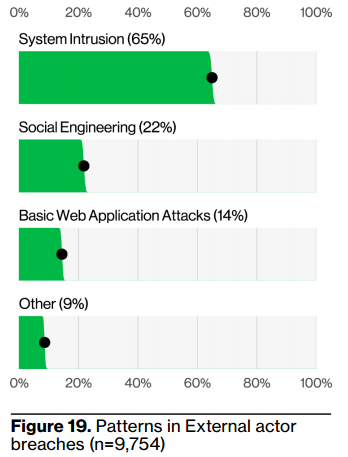 0% 20% 40% 60% 80% 100%
System Intrusion (65%)
Social Engineering (22%)
Basic Web Application Attacks (14%)
Other (9%)
0% 20% 40% 60% 80% 100%
Figure 19. Patterns in External actor
breaches (n=9,754)